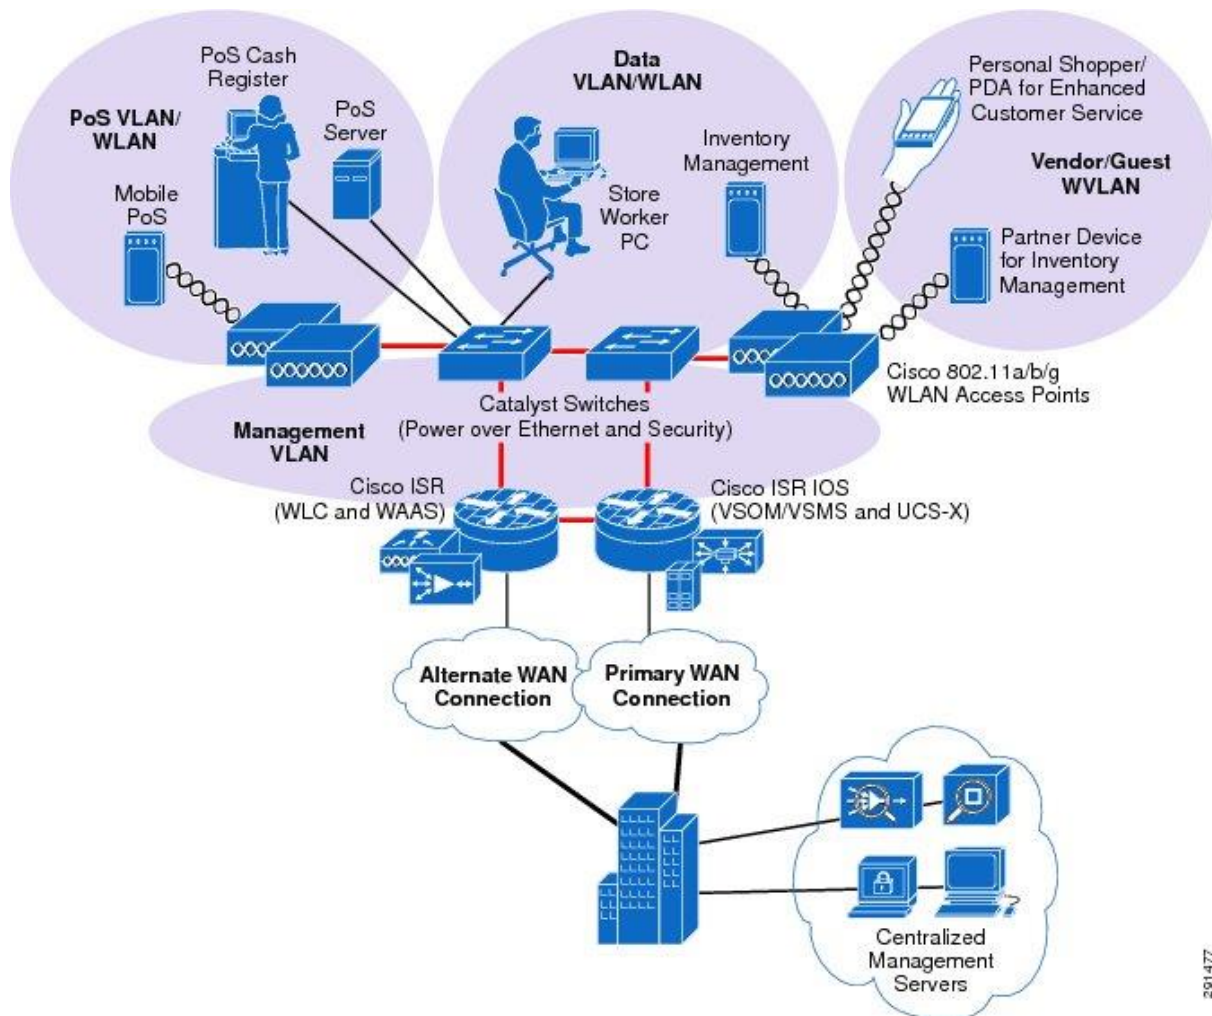 PoS Cash
Register
PoS VLAN/
WLAN
PoS
Server
Mobile
PoS
Data
VLAN/WLAN
Inventory
Management
Store
Worker
PC
Personal Shopper/
PDA for Enhanced
Customer Service
Vendor/Guest
WVLAN
Partner Device
for Inventory
Management
Cisco 802.11a/b/g
WLAN Access Points
Catalyst Switches
(Power over Ethernet and Security)
Management
VLAN
Cisco ISR
(WLC and WAAS)
Cisco ISR IOS
(VSOM/VSMS and UCS-X)
Alternate WAN
Connection
Primary WAN
Connection
Centralized
Management
Servers
291477